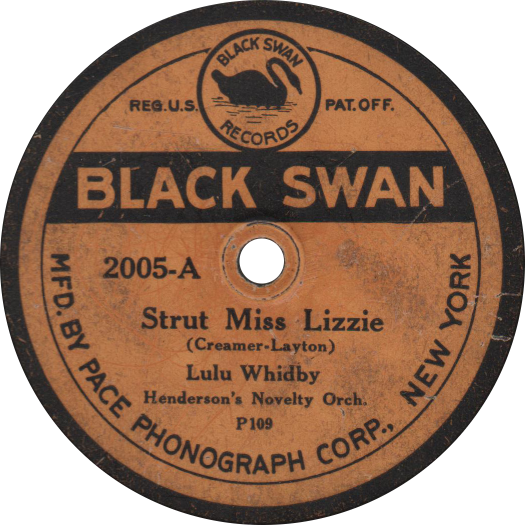 BLACK SWAN
RECORDS
REG.U.S. PAT.OFF.
BLACK SWAN
2005-A
Strut Miss Lizzie
(Creamer-Layton)
Lulu Whidby
Henderson's Novelty Orch.
P109
MFD. BY PACE PHONOGRAPH CORP., NEW YORK